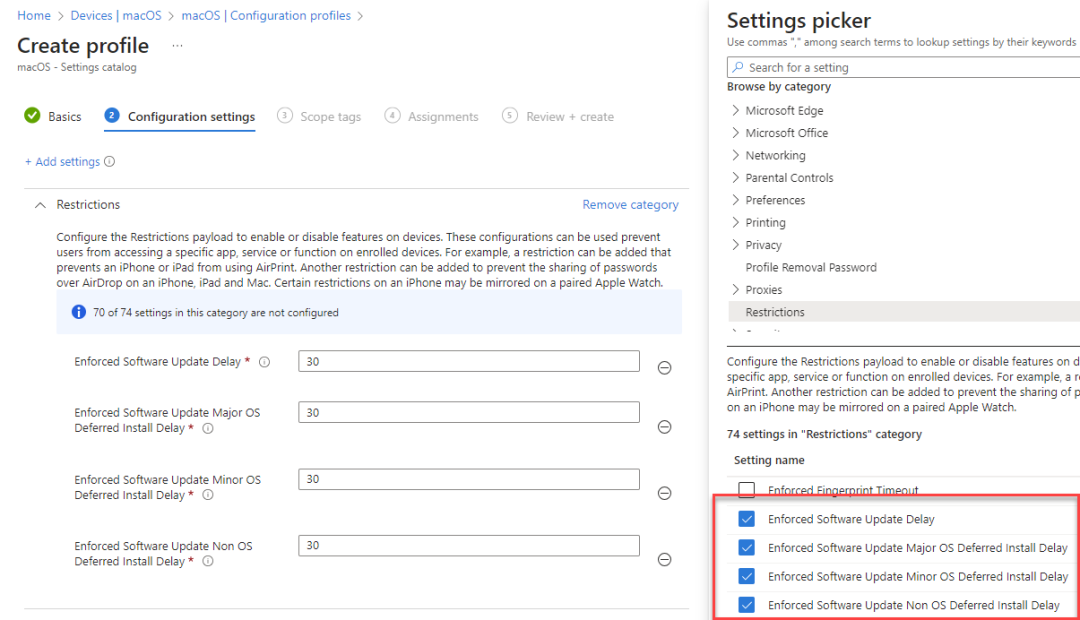 Home > Devices | macOS > macOS | Configuration profiles >
Create profile ...
macOS - Settings catalog
Basics
2 Configuration settings
3 Scope tags
4 Assignments
5 Review + create
+ Add settings
Restrictions
Remove category
Configure the Restrictions payload to enable or disable features on devices. These configurations can be used prevent
users from accessing a specific app, service or function on enrolled devices. For example, a restriction can be added that
prevents an iPhone or iPad from using AirPrint. Another restriction can be added to prevent the sharing of passwords
over AirDrop on an iPhone, iPad and Mac. Certain restrictions on an iPhone may be mirrored on a paired Apple Watch.
70 of 74 settings in this category are not configured
Enforced Software Update Delay *
30
Enforced Software Update Major OS
Deferred Install Delay *
30
Enforced Software Update Minor OS
Deferred Install Delay *
30
Enforced Software Update Non OS
Deferred Install Delay *
30
Settings picker
Use commas "," among search terms to lookup settings by their keywords
Search for a setting
Browse by category
Microsoft Edge
Microsoft Office
Networking
Parental Controls
Preferences
Printing
Privacy
Profile Removal Password
Proxies
Restrictions
Configure the Restrictions payload to enable or disable features on d
specific app, service or function on enrolled devices. For example, a r
AirPrint. Another restriction can be added to prevent the sharing of p
on an iPhone may be mirrored on a paired Apple Watch.
74 settings in "Restrictions" category
Setting name
Enforced Fingerprint Timeout
Enforced Software Update Delay
Enforced Software Update Major OS Deferred Install Delay
Enforced Software Update Minor OS Deferred Install Delay
Enforced Software Update Non OS Deferred Install Delay